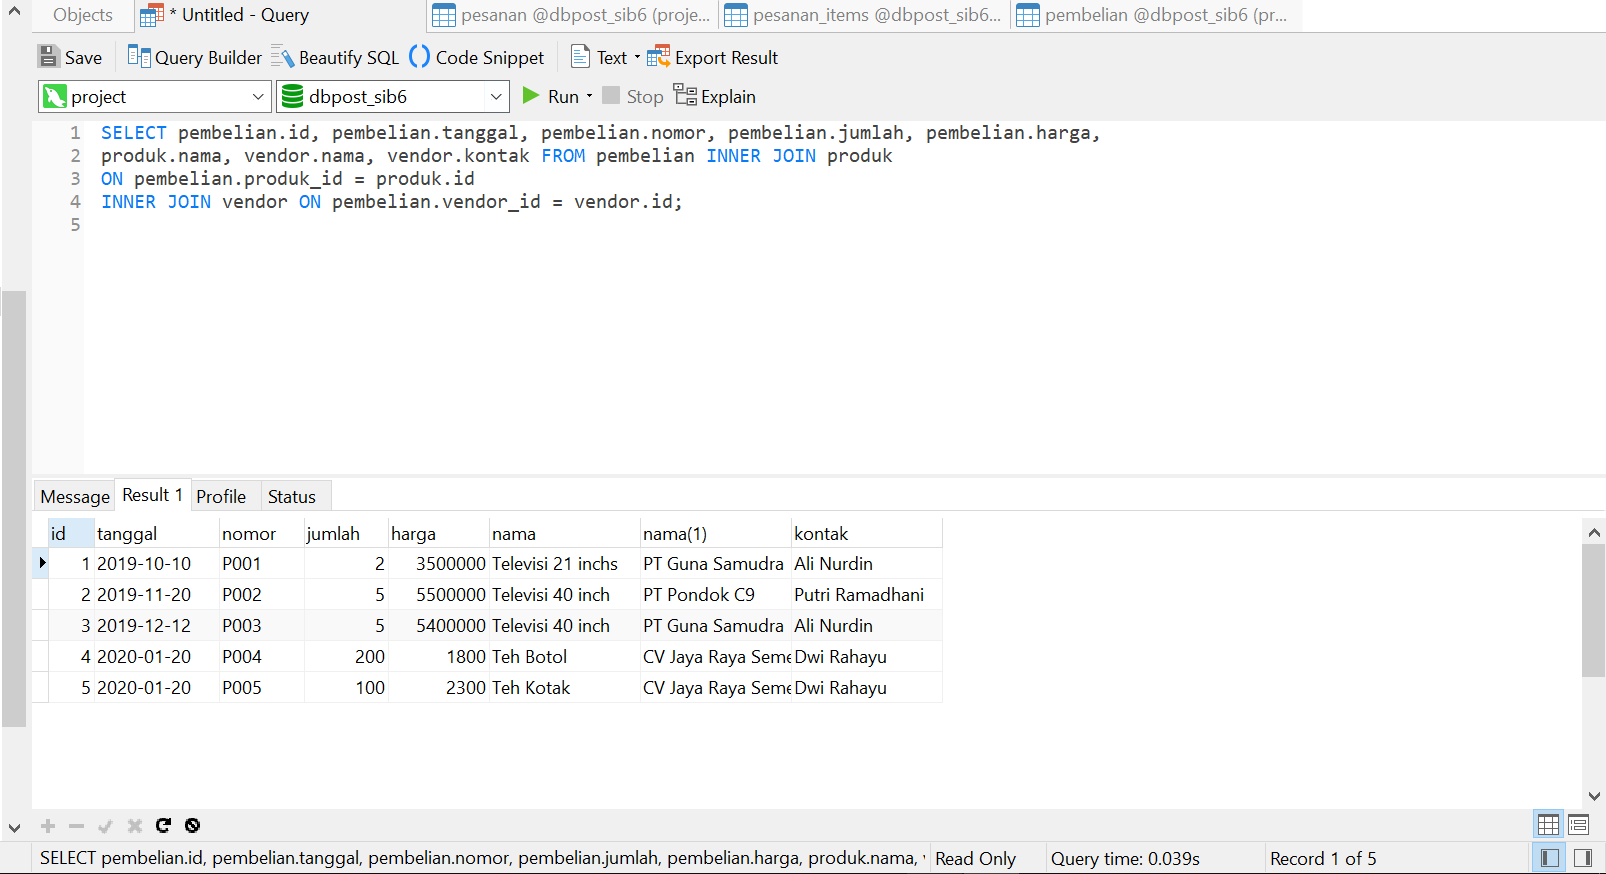 Objects * Untitled - Query pesanan @dbpost_sib6 (proje... pesanan_items @dbpost_sib6... pembelian @dbpost_sib6 (pr...
Save Query Builder Beautify SQL Code Snippet Text Export Result
project dbpost_sib6 Run Stop Explain
1 SELECT pembelian.id, pembelian.tanggal, pembelian.nomor, pembelian.jumlah, pembelian.harga,
2 produk.nama, vendor.nama, vendor.kontak FROM pembelian INNER JOIN produk
3 ON pembelian.produk_id = produk.id
4 INNER JOIN vendor ON pembelian.vendor_id = vendor.id;
5
Message Result 1 Profile Status
id tanggal nomor jumlah harga nama nama(1) kontak
1 2019-10-10 P001 2 3500000 Televisi 21 inchs PT Guna Samudra Ali Nurdin
2 2019-11-20 P002 5 5500000 Televisi 40 inch PT Pondok C9 Putri Ramadhani
3 2019-12-12 P003 5 5400000 Televisi 40 inch PT Guna Samudra Ali Nurdin
4 2020-01-20 P004 200 1800 Teh Botol CV Jaya Raya Seme Dwi Rahayu
5 2020-01-20 P005 100 2300 Teh Kotak CV Jaya Raya Seme Dwi Rahayu
SELECT pembelian.id, pembelian.tanggal, pembelian.nomor, pembelian.jumlah, pembelian.harga, produk.nama, Read Only Query time: 0.039s Record 1 of 5